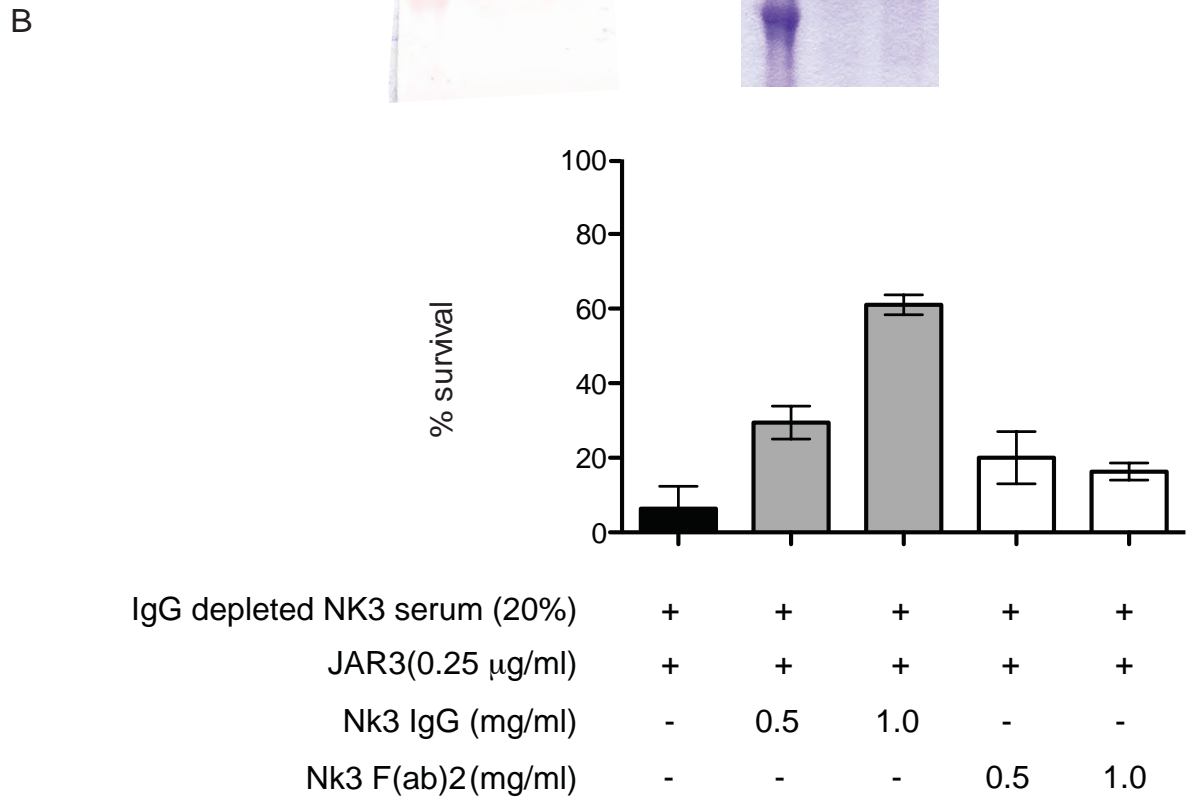 B
100
80
60
40
20
0
% survival
IgG depleted NK3 serum (20%) + + + + +
JAR3(0.25 μg/ml) + + + + +
Nk3 IgG (mg/ml) - 0.5 1.0 - -
Nk3 F(ab)2(mg/ml) - - - 0.5 1.0